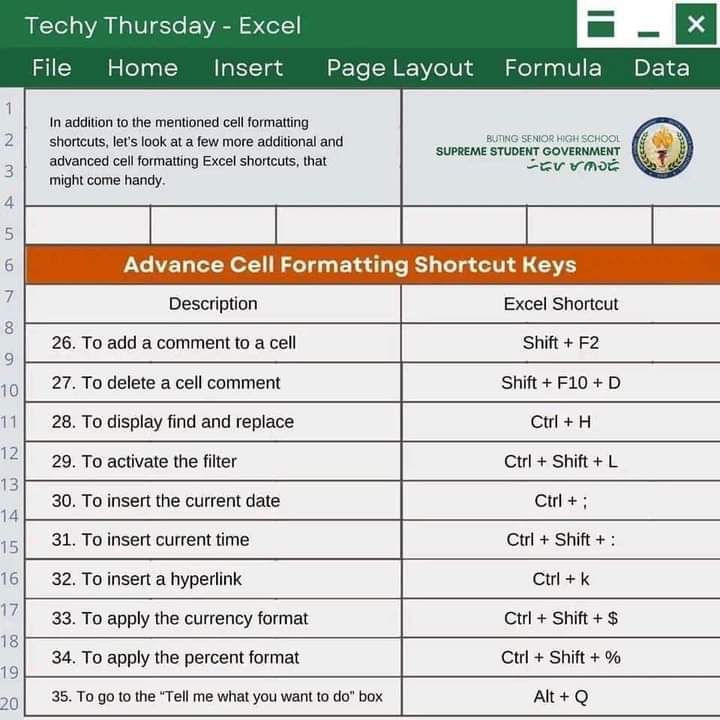 Techy Thursday - Excel
File Home Insert Page Layout Formula Data
1
2
3
4
5
6
7
8
9
10
11
12
13
14
15
16
17
18
19
20
In addition to the mentioned cell formatting
shortcuts, let's look at a few more additional and
advanced cell formatting Excel shortcuts, that
might come handy.
BUTING SENIOR HIGH SCHOOL
SUPREME STUDENT GOVERNMENT
Advance Cell Formatting Shortcut Keys
Description Excel Shortcut
26. To add a comment to a cell Shift + F2
27. To delete a cell comment Shift + F10 + D
28. To display find and replace Ctrl + H
29. To activate the filter Ctrl + Shift + L
30. To insert the current date Ctrl + ;
31. To insert current time Ctrl + Shift + :
32. To insert a hyperlink Ctrl + k
33. To apply the currency format Ctrl + Shift + $
34. To apply the percent format Ctrl + Shift + %
35. To go to the “Tell me what you want to do” box Alt + Q